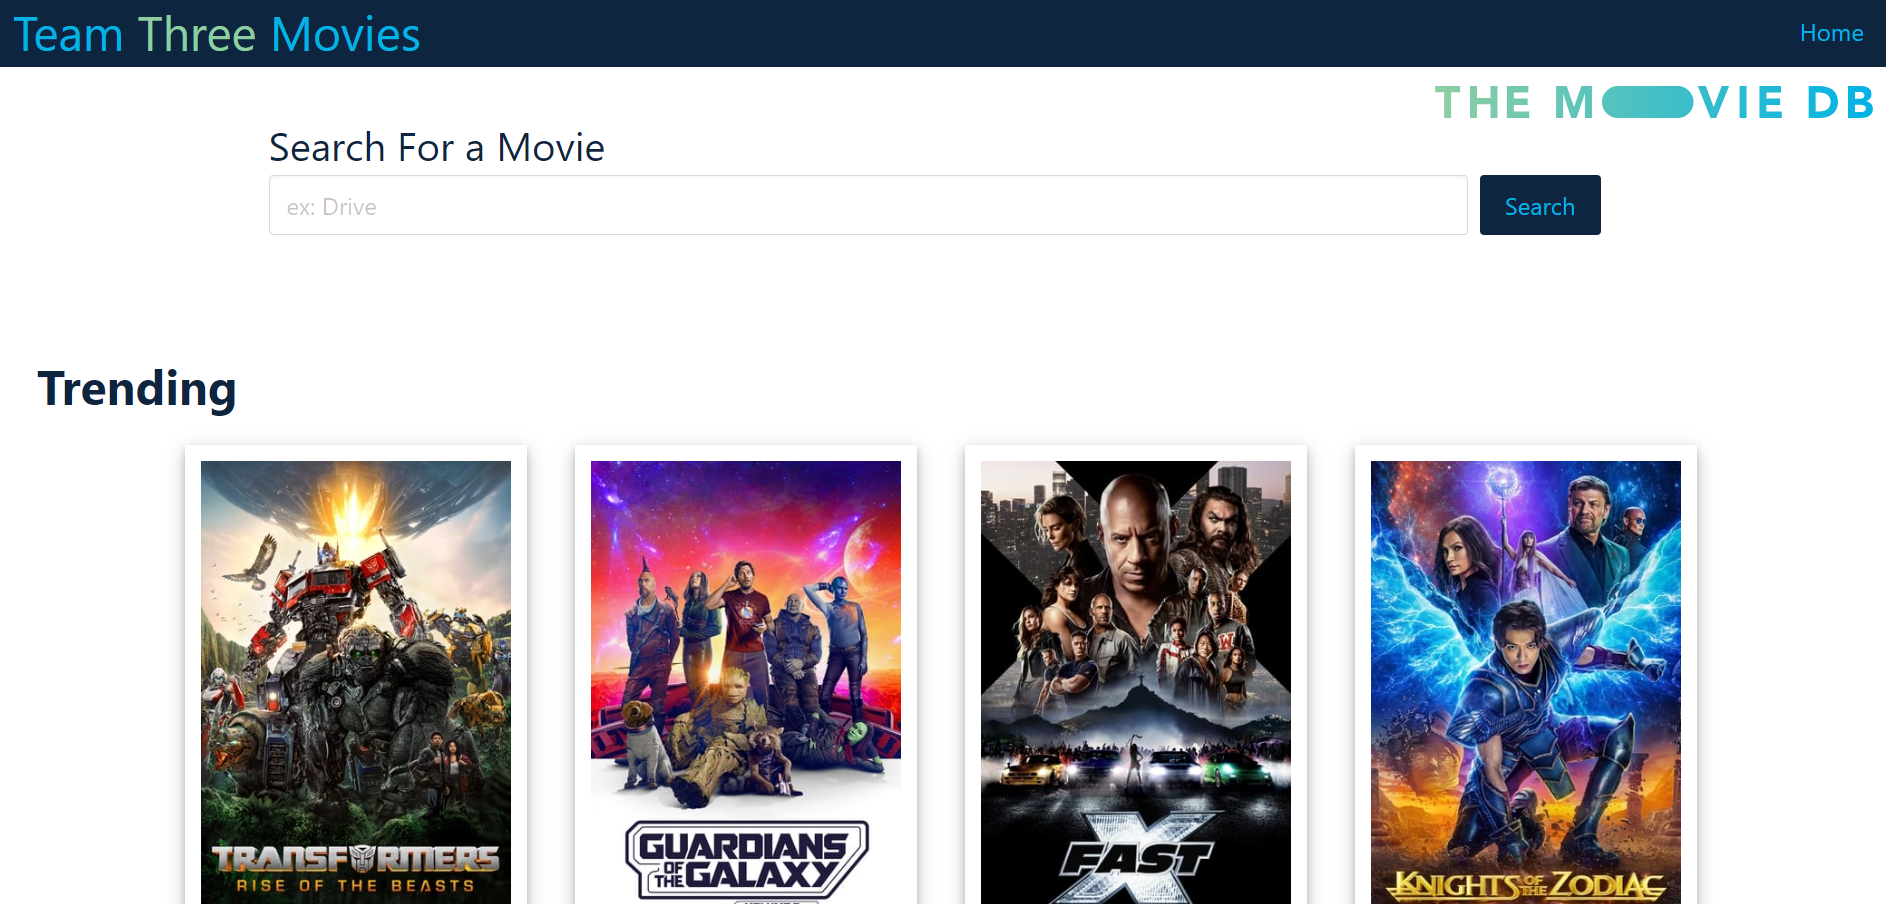 Team Three Movies
Home
THE MOVIE DB
Search For a Movie
ex: Drive
Search
Trending
TRANSFORMERS
RISE OF THE BEASTS
GUARDIANS
OF THE GALAXY
FAST X
KNIGHTS OF THE ZODIAC